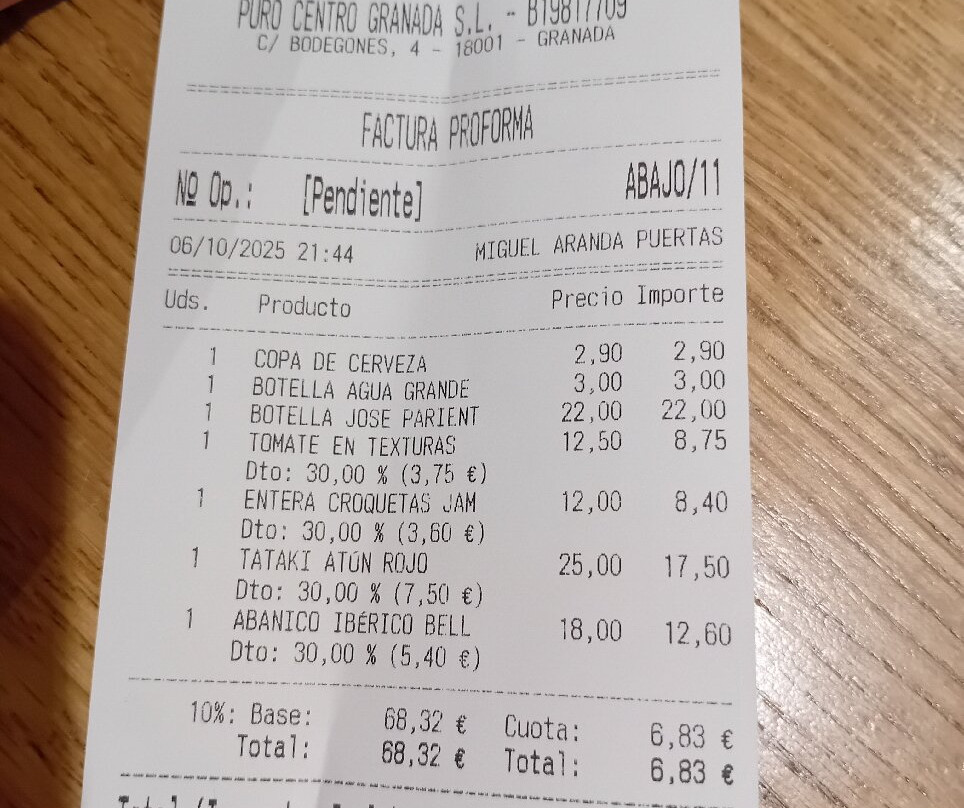 PURO CENTRO GRANADA S.L. - B19817709
C/ BODEGONES, 4 - 18001 - GRANADA
FACTURA PROFORMA
Nº Op.: [Pendiente] ABAJO/11
06/10/2025 21:44 MIGUEL ARANDA PUERTAS
Uds. Producto Precio Importe
1 COPA DE CERVEZA 2,90 2,90
1 BOTELLA AGUA GRANDE 3,00 3,00
1 BOTELLA JOSE PARIENT 22,00 22,00
1 TOMATE EN TEXTURAS 12,50 8,75
Dto: 30,00 % (3,75 €)
1 ENTERA CROQUETAS JAM 12,00 8,40
Dto: 30,00 % (3,60 €)
1 TATAKI ATÚN ROJO 25,00 17,50
Dto: 30,00 % (7,50 €)
1 ABANICO IBÉRICO BELL 18,00 12,60
Dto: 30,00 % (5,40 €)
10%: Base: 68,32 € Cuota: 6,83 €
Total: 68,32 € Total: 6,83 €